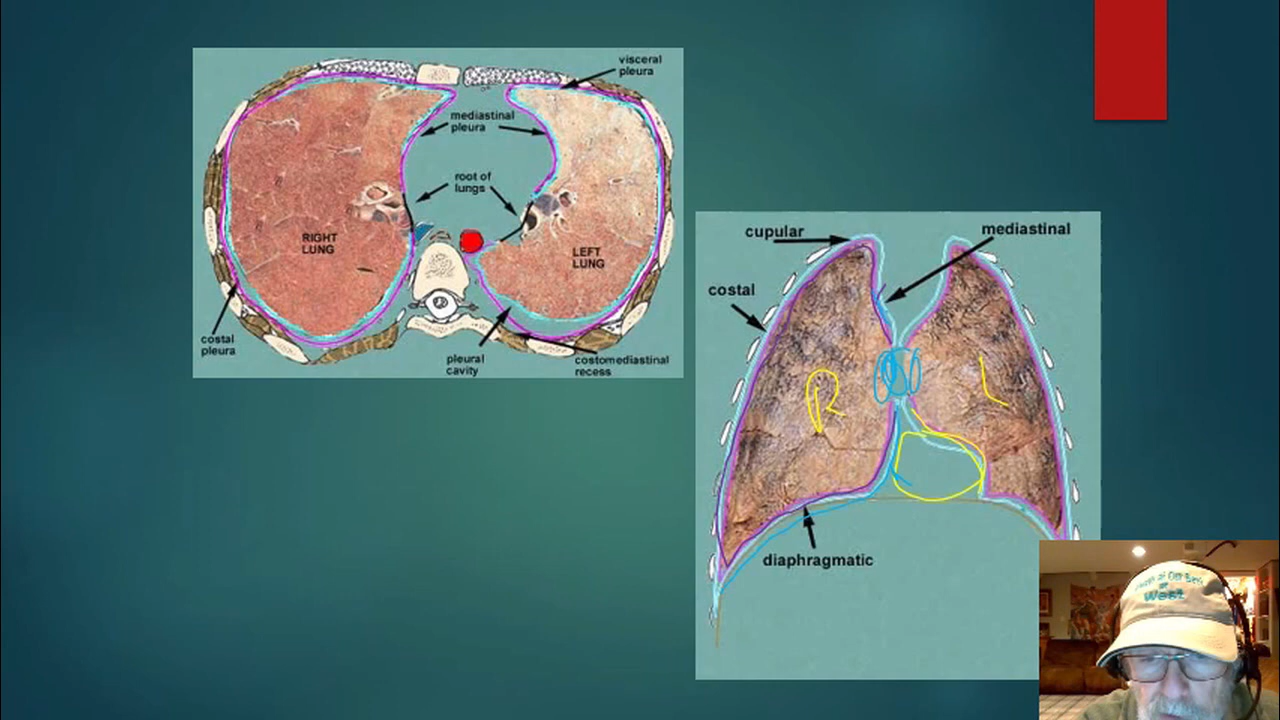 visceral
pleura
mediastinal
pleura
root of
lungs
RIGHT
LUNG
LEFT
LUNG
costal
pleura
pleural
cavity
costomediastinal
recess
cupular
mediastinal
costal
R
L
diaphragmatic
West